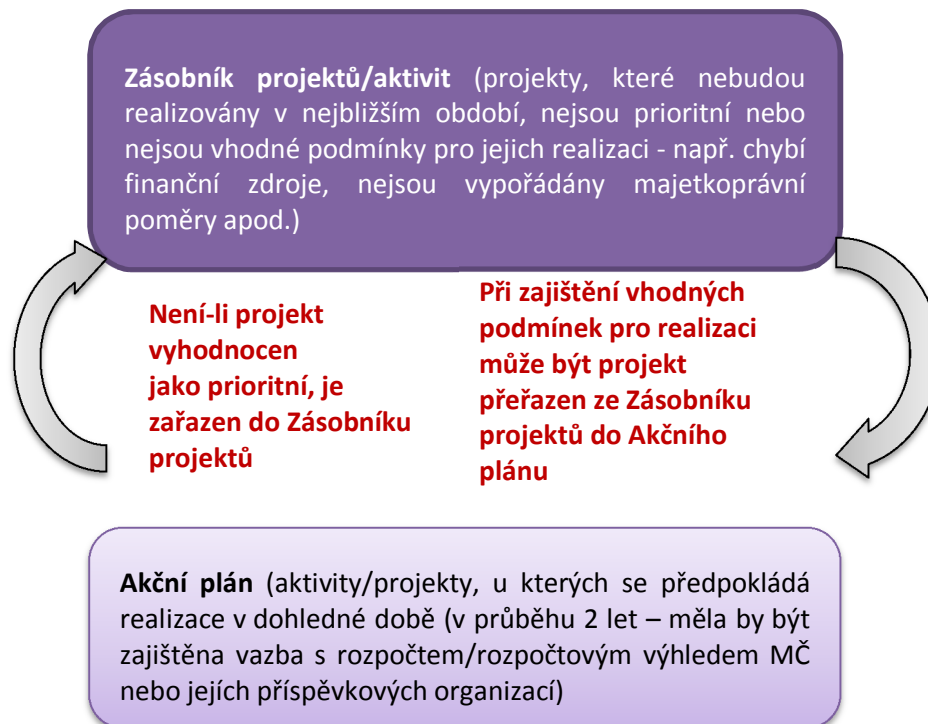 Zásobník projektů/aktivit (projekty, které nebudou
realizovány v nejbližším období, nejsou prioritní nebo
nejsou vhodné podmínky pro jejich realizaci - např. chybí
finanční zdroje, nejsou vypořádány majetkoprávní
poměry apod.)
Není-li projekt
vyhodnocen
jako prioritní, je
zařazen do Zásobníku
projektů
Při zajištění vhodných
podmínek pro realizaci
může být projekt
přeřazen ze Zásobníku
projektů do Akčního
plánu
Akční plán (aktivity/projekty, u kterých se předpokládá
realizace v dohledné době (v průběhu 2 let – měla by být
zajištěna vazba s rozpočtem/rozpočtovým výhledem MČ
nebo jejích příspěvkových organizací)